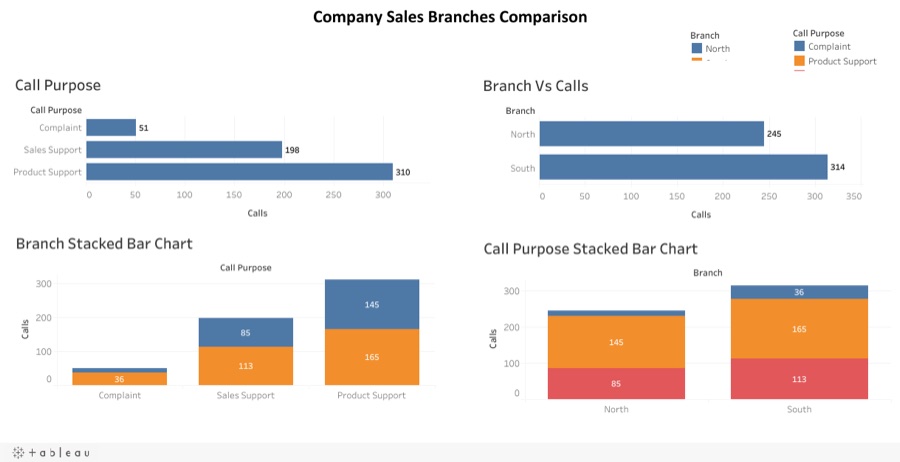 Company Sales Branches Comparison
Branch
North
Call Purpose
Complaint
Product Support
Call Purpose
Call Purpose
Complaint 51
Sales Support 198
Product Support 310
0 50 100 150 200 250 300
Calls
Branch Vs Calls
Branch
North 245
South 314
0 50 100 150 200 250 300 350
Calls
Branch Stacked Bar Chart
Call Purpose
Calls
300
200
100
0
36
85
113
145
165
Complaint Sales Support Product Support
Call Purpose Stacked Bar Chart
Branch
Calls
300
200
100
0
145
85
36
165
113
North South
+ a b | e a u